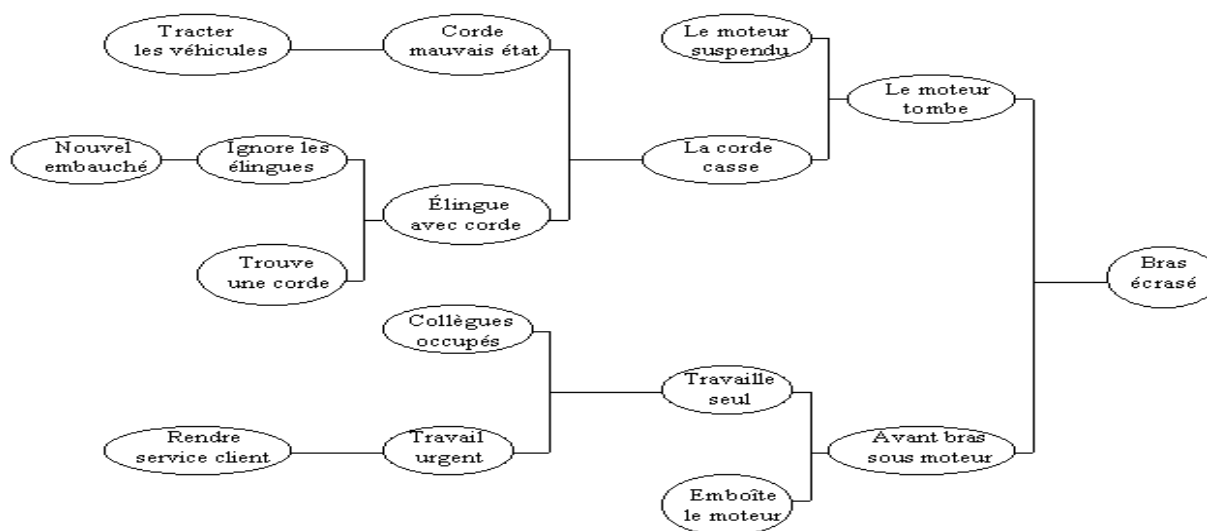 Tracter
les véhicules
Corde
mauvais état
Le moteur
suspendu
Le moteur
tombe
Nouvel
embauché
Ignore les
élingues
La corde
casse
Élingue
avec corde
Trouve
une corde
Bras
écrasé
Collègues
occupés
Travaille
seul
Rendre
service client
Travail
urgent
Avant bras
sous moteur
Emboîte
le moteur